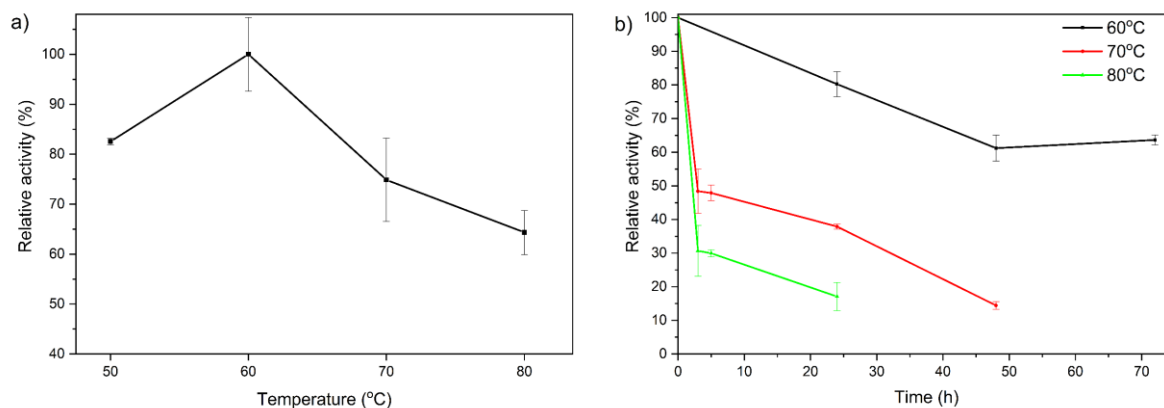 a)
Relative activity (%)
100
90
80
70
60
50
40
50 60 70 80
Temperature (°C)
b)
Relative activity (%)
100
90
80
70
60
50
40
30
20
10
0
60°C
70°C
80°C
0 10 20 30 40 50 60 70
Time (h)